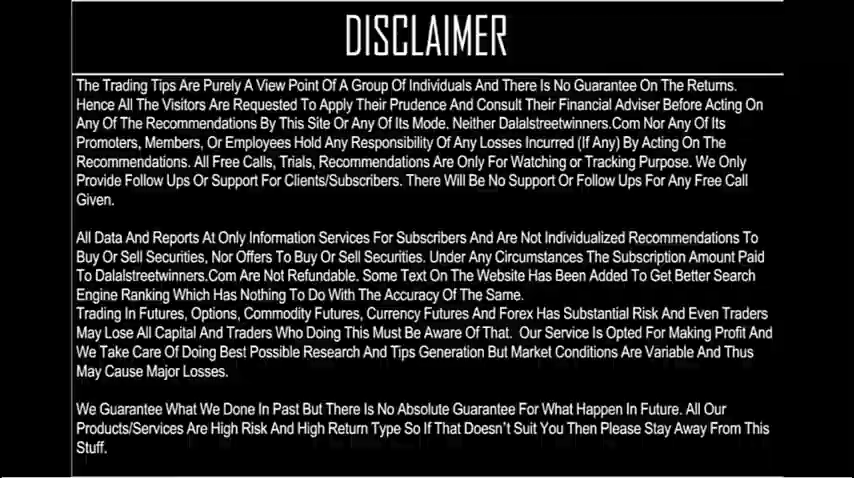 DISCLAIMER
The Trading Tips Are Purely A View Point Of A Group Of Individuals And There Is No Guarantee On The Returns.
Hence All The Visitors Are Requested To Apply Their Prudence And Consult Their Financial Adviser Before Acting On
Any Of The Recommendations By This Site Or Any Of Its Mode. Neither Dalalstreetwinners.Com Nor Any Of Its
Promoters, Members, Or Employees Hold Any Responsibility Of Any Losses Incurred (If Any) By Acting On The
Recommendations. All Free Calls, Trials, Recommendations Are Only For Watching or Tracking Purpose. We Only
Provide Follow Ups Or Support For Clients/Subscribers. There Will Be No Support Or Follow Ups For Any Free Call
Given.
All Data And Reports At Only Information Services For Subscribers And Are Not Individualized Recommendations To
Buy Or Sell Securities, Nor Offers To Buy Or Sell Securities. Under Any Circumstances The Subscription Amount Paid
To Dalalstreetwinners.Com Are Not Refundable. Some Text On The Website Has Been Added To Get Better Search
Engine Ranking Which Has Nothing To Do With The Accuracy Of The Same.
Trading In Futures, Options, Commodity Futures, Currency Futures And Forex Has Substantial Risk And Even Traders
May Lose All Capital And Traders Who Doing This Must Be Aware Of That. Our Service Is Opted For Making Profit And
We Take Care Of Doing Best Possible Research And Tips Generation But Market Conditions Are Variable And Thus
May Cause Major Losses.
We Guarantee What We Done In Past But There Is No Absolute Guarantee For What Happen In Future. All Our
Products/Services Are High Risk And High Return Type So If That Doesn't Suit You Then Please Stay Away From This
Stuff.